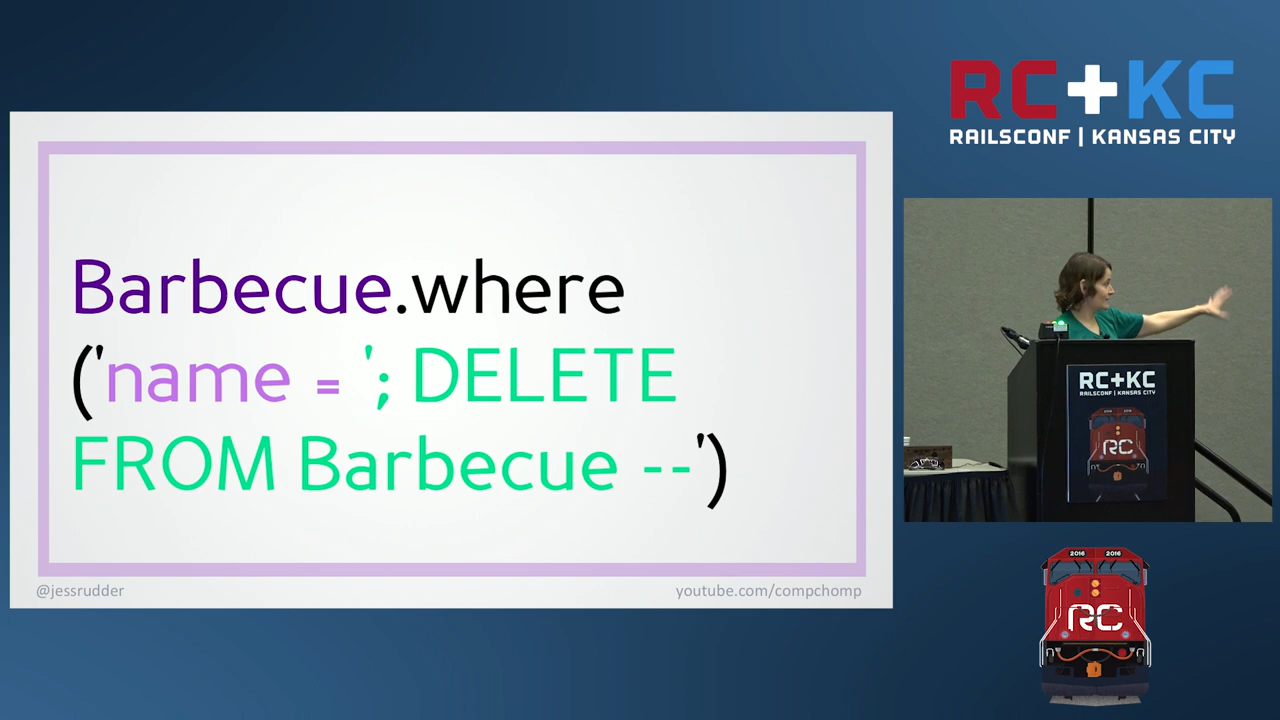 Barbecue.where
('name = '; DELETE
FROM Barbecue --')
@jessrudder
youtube.com/compchomp
RC+KC
RAILSCONF | KANSAS CITY
RC+KC
RAILSCONF | KANSAS CITY
RC
2016 2016
RC